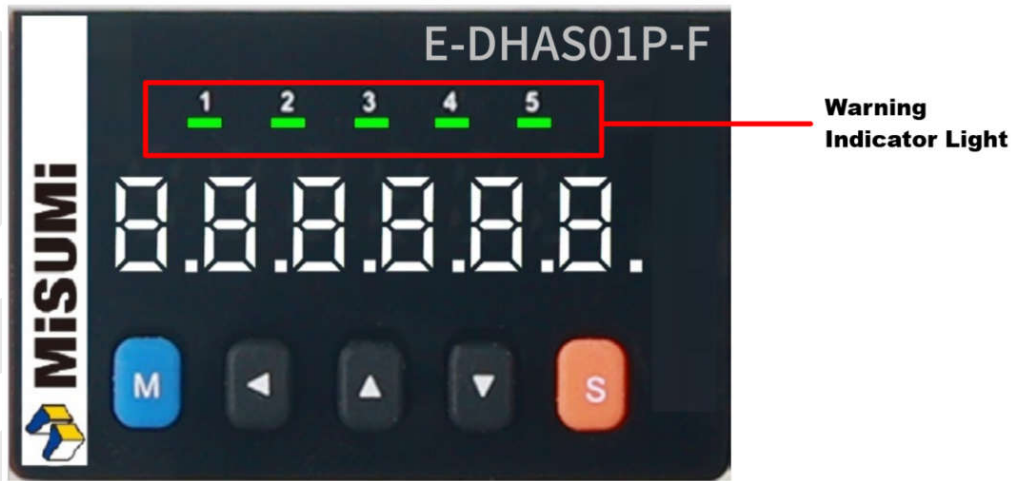 E-DHAS01P-F
1 2 3 4 5
Warning
Indicator Light
8.8.8.8.8.8.
MiSUMi
M ◀ ▲ ▼ S